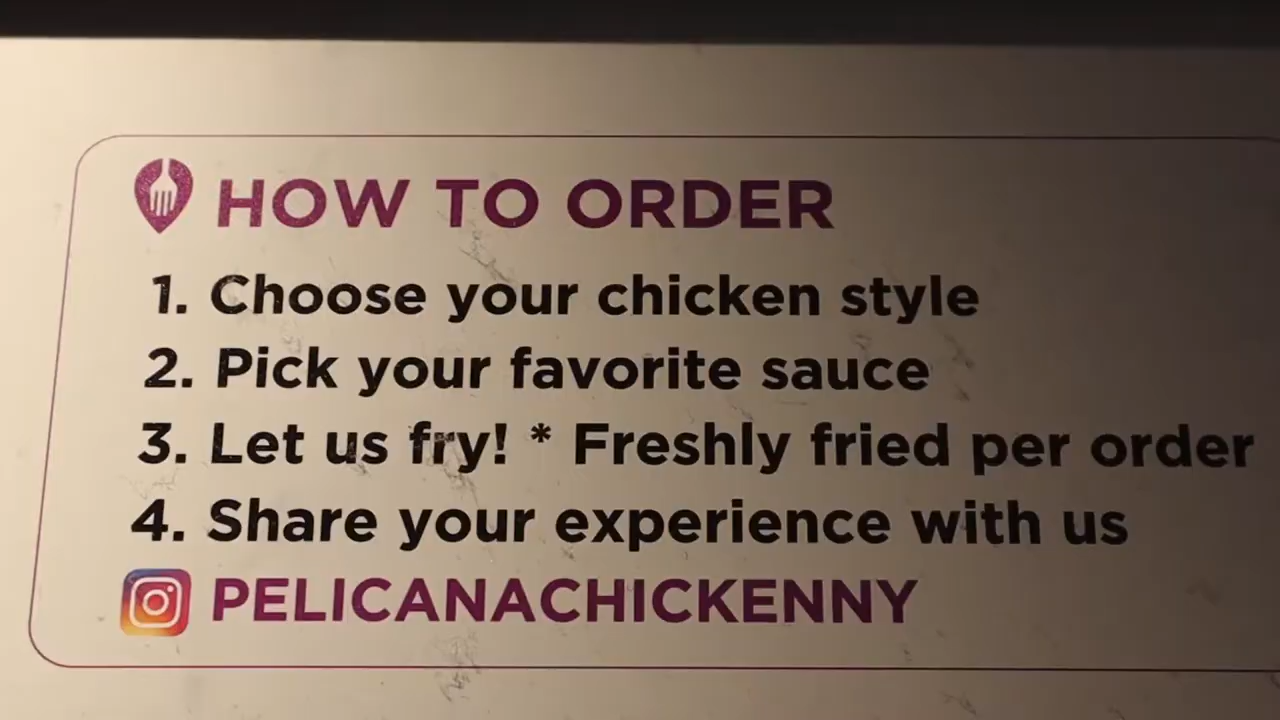 HOW TO ORDER
1. Choose your chicken style
2. Pick your favorite sauce
3. Let us fry! * Freshly fried per order
4. Share your experience with us
PELICANACHICKENNY